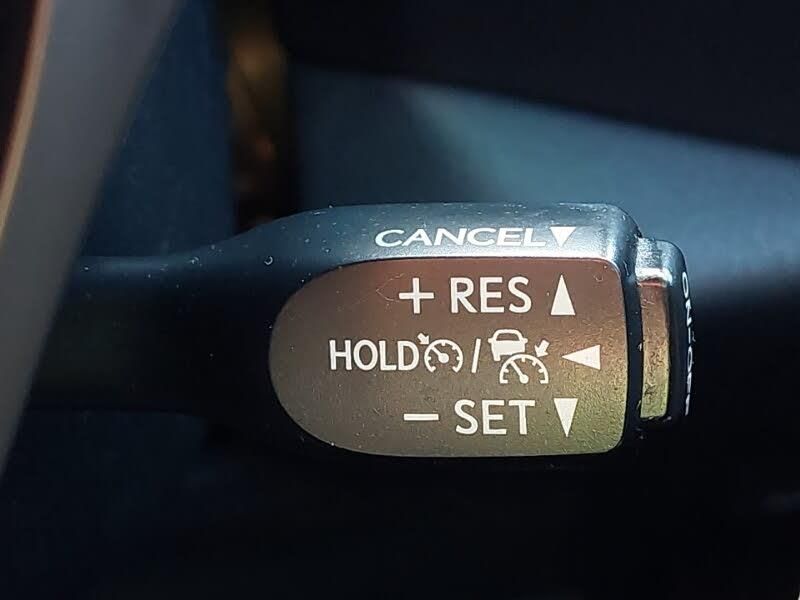 CANCEL▼
+ RES ▲
HOLD / ◀
− SET ▼